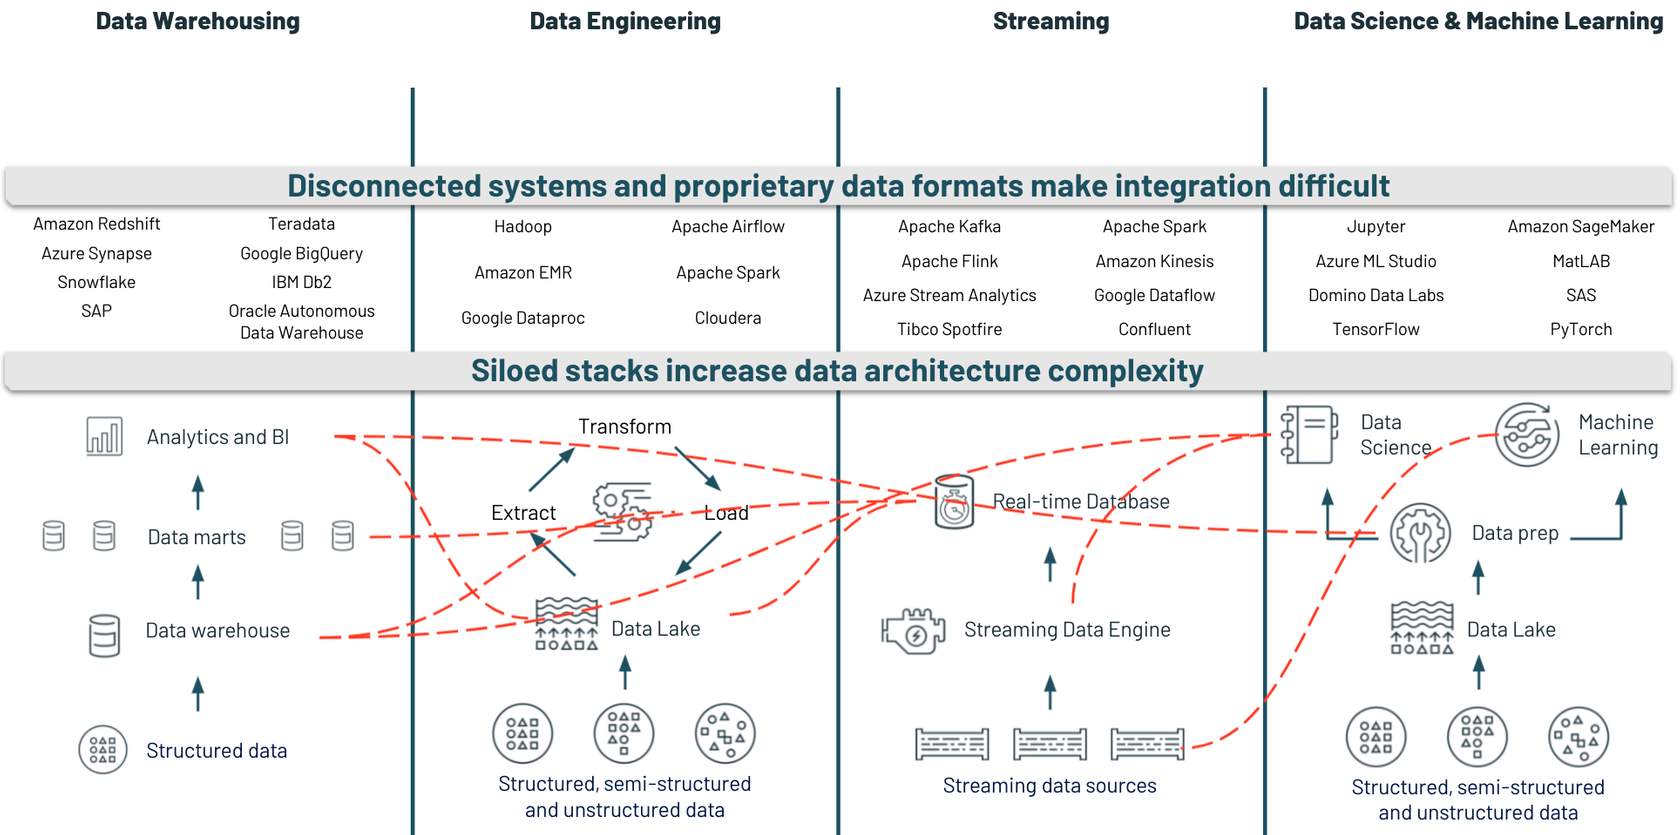 Data Warehousing
Data Engineering
Streaming
Data Science & Machine Learning
Disconnected systems and proprietary data formats make integration difficult
Amazon Redshift
Teradata
Azure Synapse
Google BigQuery
Snowflake
IBM Db2
SAP
Oracle Autonomous
Data Warehouse
Hadoop
Apache Airflow
Amazon EMR
Apache Spark
Google Dataproc
Cloudera
Apache Kafka
Apache Spark
Apache Flink
Amazon Kinesis
Azure Stream Analytics
Google Dataflow
Tibco Spotfire
Confluent
Jupyter
Amazon SageMaker
Azure ML Studio
MatLAB
Domino Data Labs
SAS
TensorFlow
PyTorch
Siloed stacks increase data architecture complexity
Analytics and BI
Data marts
Data warehouse
Structured data
Transform
Extract
Load
Data Lake
Structured, semi-structured
and unstructured data
Real-time Database
Streaming Data Engine
Streaming data sources
Data
Science
Machine
Learning
Data prep
Data Lake
Structured, semi-structured
and unstructured data